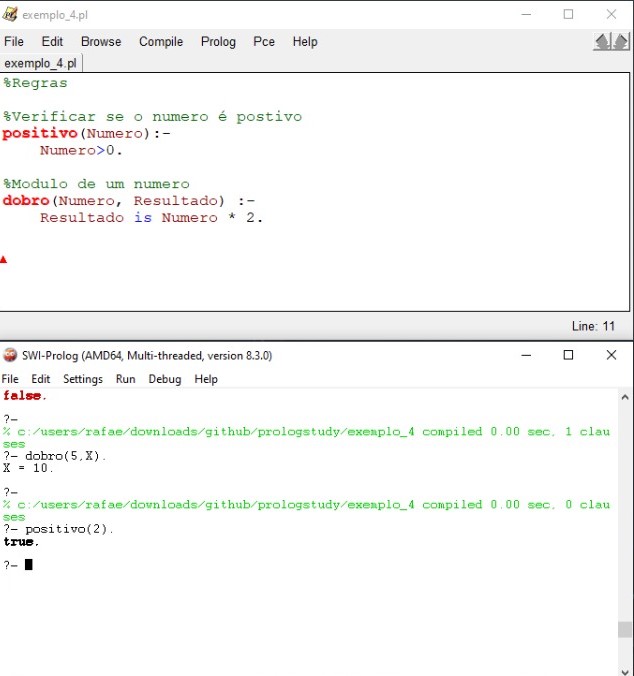 exemplo_4.pl
File Edit Browse Compile Prolog Pce Help
exemplo_4.pl
%Regras
%Verificar se o numero é postivo
positivo(Numero):-
Numero>0.
%Modulo de um numero
dobro(Numero, Resultado) :-
Resultado is Numero * 2.
Line: 11
SWI-Prolog (AMD64, Multi-threaded, version 8.3.0)
File Edit Settings Run Debug Help
false.
?-
% c:/users/rafae/downloads/github/prologstudy/exemplo_4 compiled 0.00 sec, 1 clau
ses
?- dobro(5,X).
X = 10.
?-
% c:/users/rafae/downloads/github/prologstudy/exemplo_4 compiled 0.00 sec, 0 clau
ses
?- positivo(2).
true.
?-